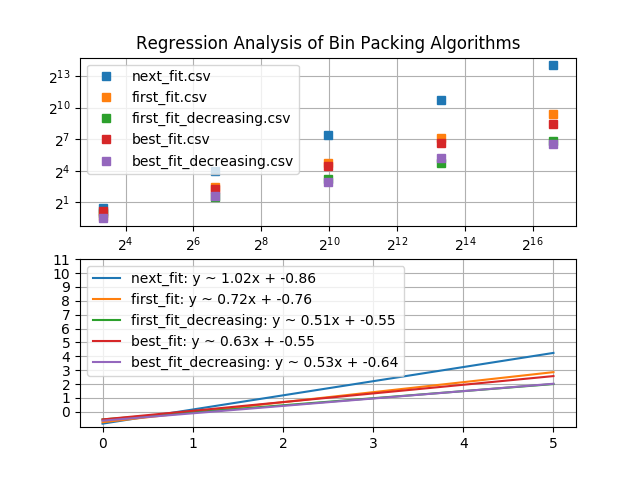 Regression Analysis of Bin Packing Algorithms
2^13
2^10
2^7
2^4
2^1
next_fit.csv
first_fit.csv
first_fit_decreasing.csv
best_fit.csv
best_fit_decreasing.csv
2^4 2^6 2^8 2^10 2^12 2^14 2^16
11
10
9
8
7
6
5
4
3
2
1
0
next_fit: y ~ 1.02x + -0.86
first_fit: y ~ 0.72x + -0.76
first_fit_decreasing: y ~ 0.51x + -0.55
best_fit: y ~ 0.63x + -0.55
best_fit_decreasing: y ~ 0.53x + -0.64
0 1 2 3 4 5